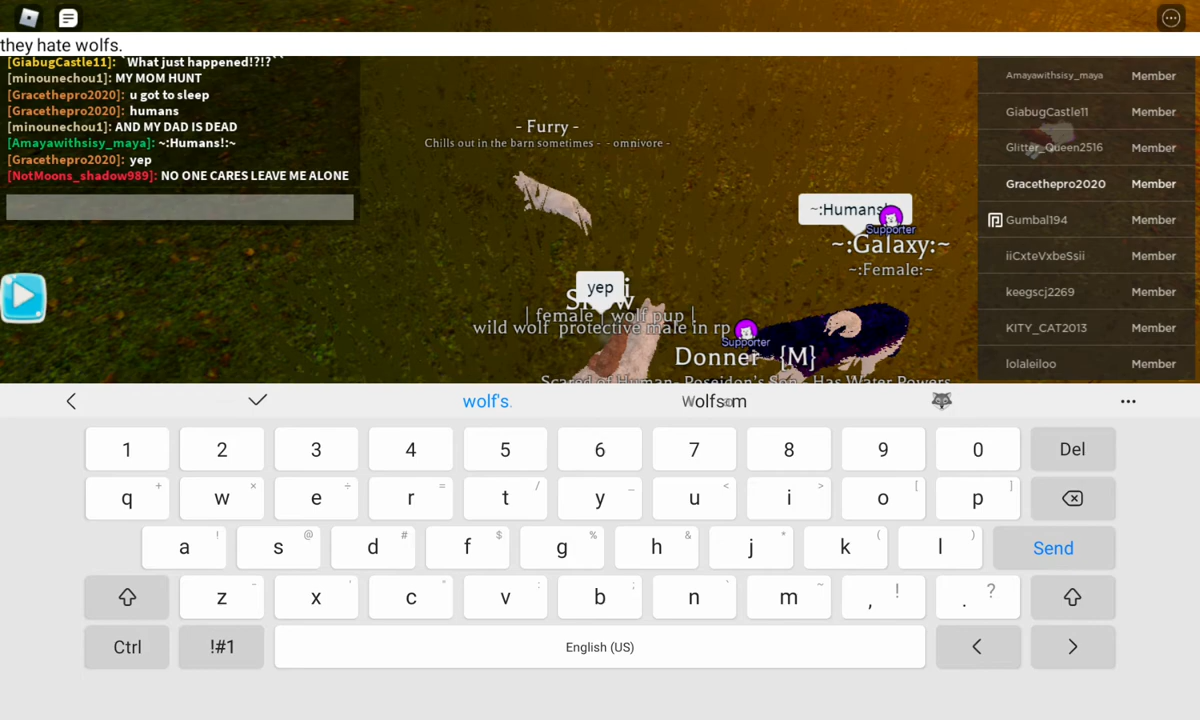 they hate wolfs.
[GiabugCastle11]: `What just happened!?!?``
[minounechou1]: MY MOM HUNT
[Gracethepro2020]: u got to sleep
[Gracethepro2020]: humans
[minounechou1]: AND MY DAD IS DEAD
[Amayawithsisy_maya]: ~:Humans!:~
[Gracethepro2020]: yep
[NotMoons_shadow989]: NO ONE CARES LEAVE ME ALONE
- Furry -
Chills out in the barn sometimes - - omnivore -
~:Humans!
Supporter
~:Galaxy:~
~:Female:~
yep
| female | wolf pup |
wild wolf protective male in rp
Supporter
Donner - {M}
Scared of Human- Poseidon's Son - Has Water Powers
Amayawithsisy_maya Member
GiabugCastle11 Member
Glitter_Queen2516 Member
Gracethepro2020 Member
Gumbal194 Member
iiCxteVxbeSsii Member
keegscj2269 Member
KITY_CAT2013 Member
lolaleiloo Member
wolf's. Wolfsom
1 2 3 4 5 6 7 8 9 0 Del
q + w × e ÷ r = t / y _ u < i > o [ p ]
a ! s @ d # f $ g % h & j * k ( l ) Send
z - x ' c " v : b ; n ` m ~ , ! . ?
Ctrl !#1 English (US) < >